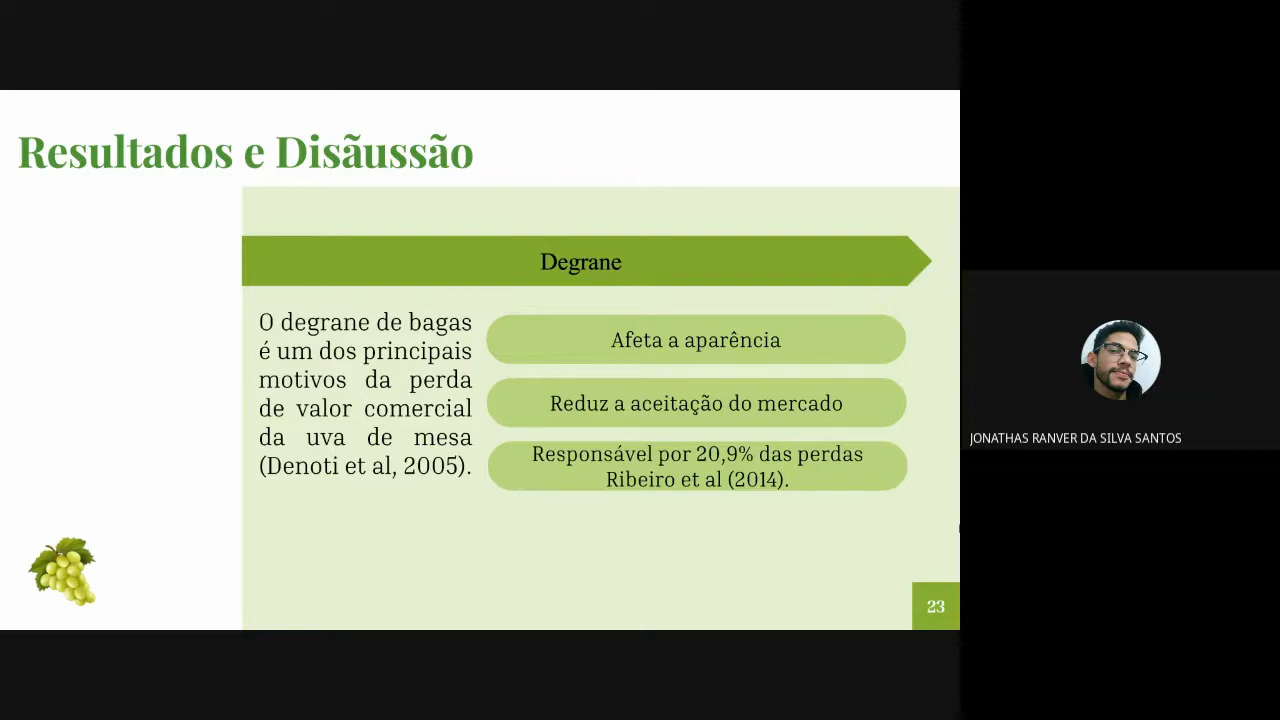 Resultados e Disãussão
Degrane
O degrane de bagas
é um dos principais
motivos da perda
de valor comercial
da uva de mesa
(Denoti et al, 2005).
Afeta a aparência
Reduz a aceitação do mercado
Responsável por 20,9% das perdas
Ribeiro et al (2014).
23
JONATHAS RANVER DA SILVA SANTOS